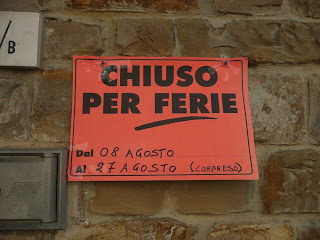 /B
CHIUSO
PER FERIE
Dal 08 AGOSTO
Al 27 AGOSTO (COMPRESO)